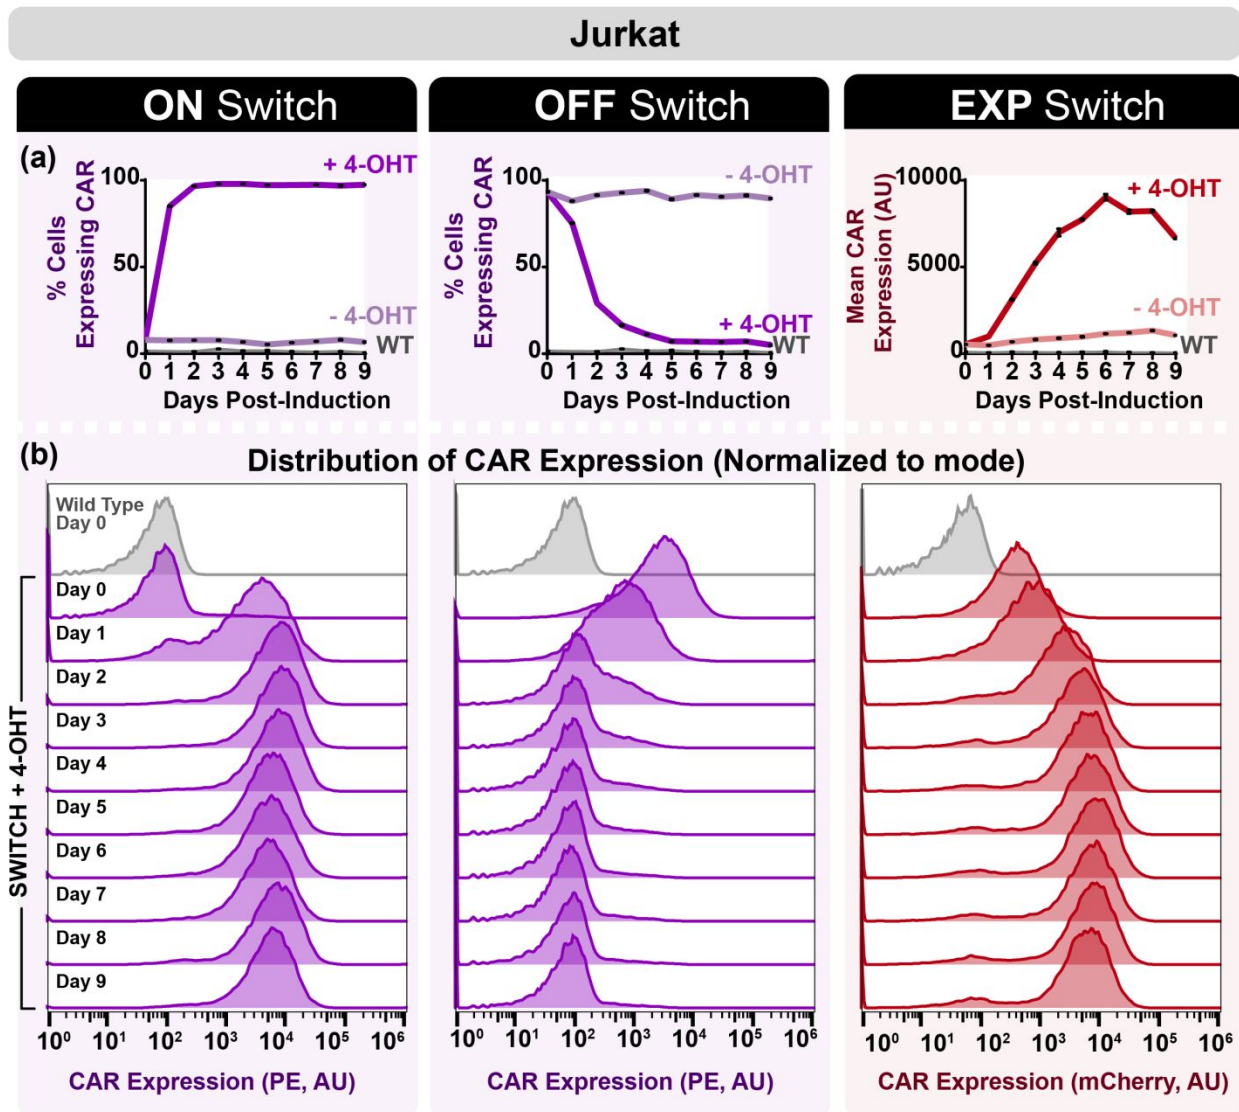 Jurkat
ON Switch
OFF Switch
EXP Switch
(a)
% Cells
Expressing CAR
100
50
0
+ 4-OHT
- 4-OHT
WT
0 1 2 3 4 5 6 7 8 9
Days Post-Induction
% Cells
Expressing CAR
100
50
0
- 4-OHT
+ 4-OHT
WT
0 1 2 3 4 5 6 7 8 9
Days Post-Induction
Mean CAR
Expression (AU)
10000
5000
0
+ 4-OHT
- 4-OHT
WT
0 1 2 3 4 5 6 7 8 9
Days Post-Induction
(b)
Distribution of CAR Expression (Normalized to mode)
SWITCH + 4-OHT
Wild Type
Day 0
Day 0
Day 1
Day 2
Day 3
Day 4
Day 5
Day 6
Day 7
Day 8
Day 9
10⁰ 10¹ 10² 10³ 10⁴ 10⁵ 10⁶
CAR Expression (PE, AU)
10⁰ 10¹ 10² 10³ 10⁴ 10⁵ 10⁶
CAR Expression (PE, AU)
10⁰ 10¹ 10² 10³ 10⁴ 10⁵ 10⁶
CAR Expression (mCherry, AU)